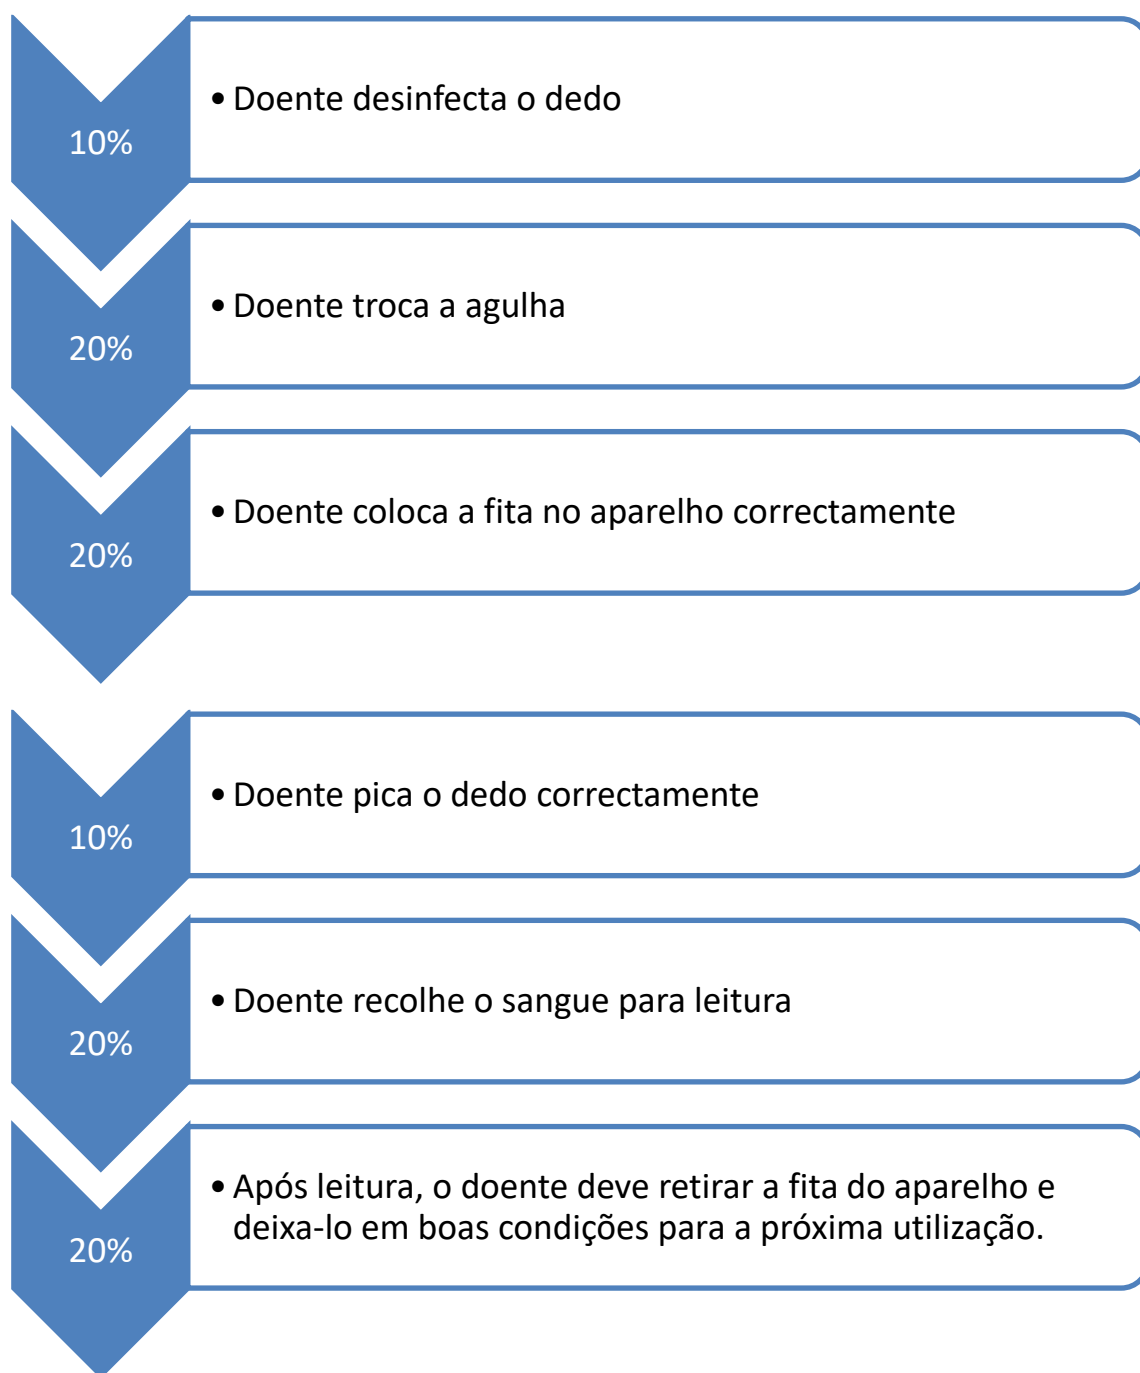 10%
• Doente desinfecta o dedo
20%
• Doente troca a agulha
20%
• Doente coloca a fita no aparelho correctamente
10%
• Doente pica o dedo correctamente
20%
• Doente recolhe o sangue para leitura
20%
• Após leitura, o doente deve retirar a fita do aparelho e
deixa-lo em boas condições para a próxima utilização.